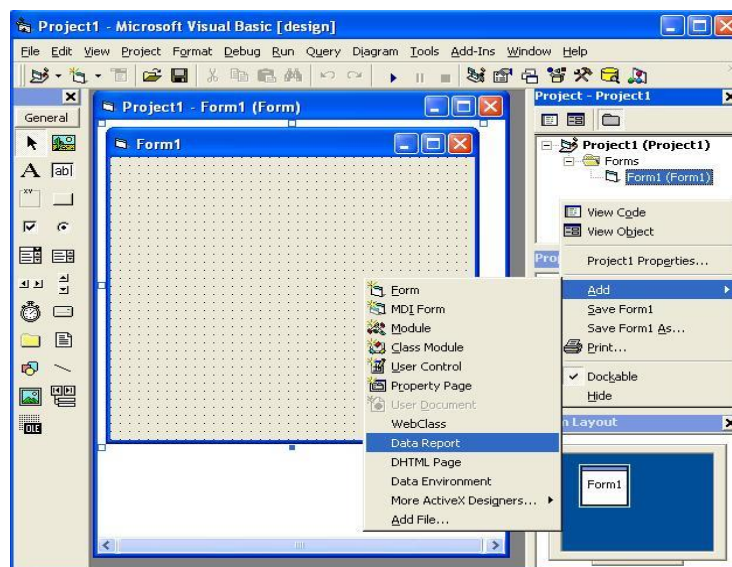 Project1 - Microsoft Visual Basic [design]
File Edit View Project Format Debug Run Query Diagram Tools Add-Ins Window Help
General
A abl
XY
OLE
Project1 - Form1 (Form)
Form1
Project - Project1
Project1 (Project1)
Forms
Form1 (Form1)
View Code
View Object
Project1 Properties...
Add
Save Form1
Save Form1 As...
Print...
Dockable
Hide
Form
MDI Form
Module
Class Module
User Control
Property Page
User Document
WebClass
Data Report
DHTML Page
Data Environment
More ActiveX Designers...
Add File...
Layout
Form1